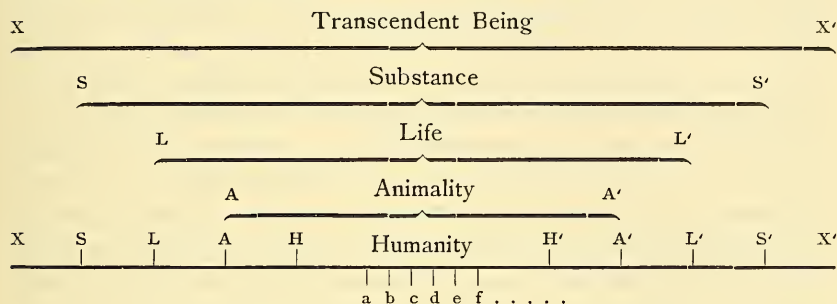 X Transcendent Being X′
S Substance S′
L Life L′
A Animality A′
X S L A H Humanity H′ A′ L′ S′ X′
a b c d e f . . . . .